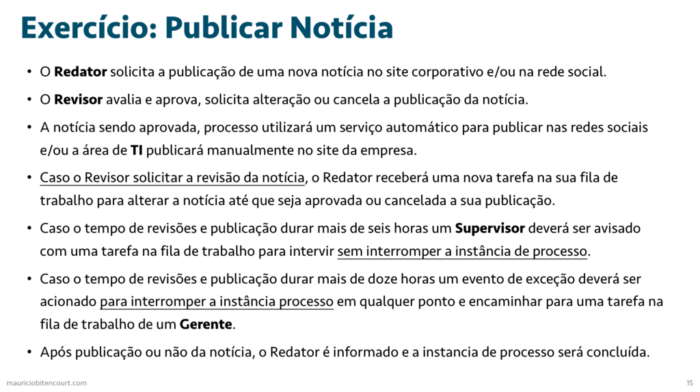 Exercício: Publicar Notícia
• O Redator solicita a publicação de uma nova notícia no site corporativo e/ou na rede social.
• O Revisor avalia e aprova, solicita alteração ou cancela a publicação da notícia.
• A notícia sendo aprovada, processo utilizará um serviço automático para publicar nas redes sociais
e/ou a área de TI publicará manualmente no site da empresa.
• Caso o Revisor solicitar a revisão da notícia, o Redator receberá uma nova tarefa na sua fila de
trabalho para alterar a notícia até que seja aprovada ou cancelada a sua publicação.
• Caso o tempo de revisões e publicação durar mais de seis horas um Supervisor deverá ser avisado
com uma tarefa na fila de trabalho para intervir sem interromper a instância de processo.
• Caso o tempo de revisões e publicação durar mais de doze horas um evento de exceção deverá ser
acionado para interromper a instância processo em qualquer ponto e encaminhar para uma tarefa na
fila de trabalho de um Gerente.
• Após publicação ou não da notícia, o Redator é informado e a instancia de processo será concluída.
mauriciobitencourt.com
15